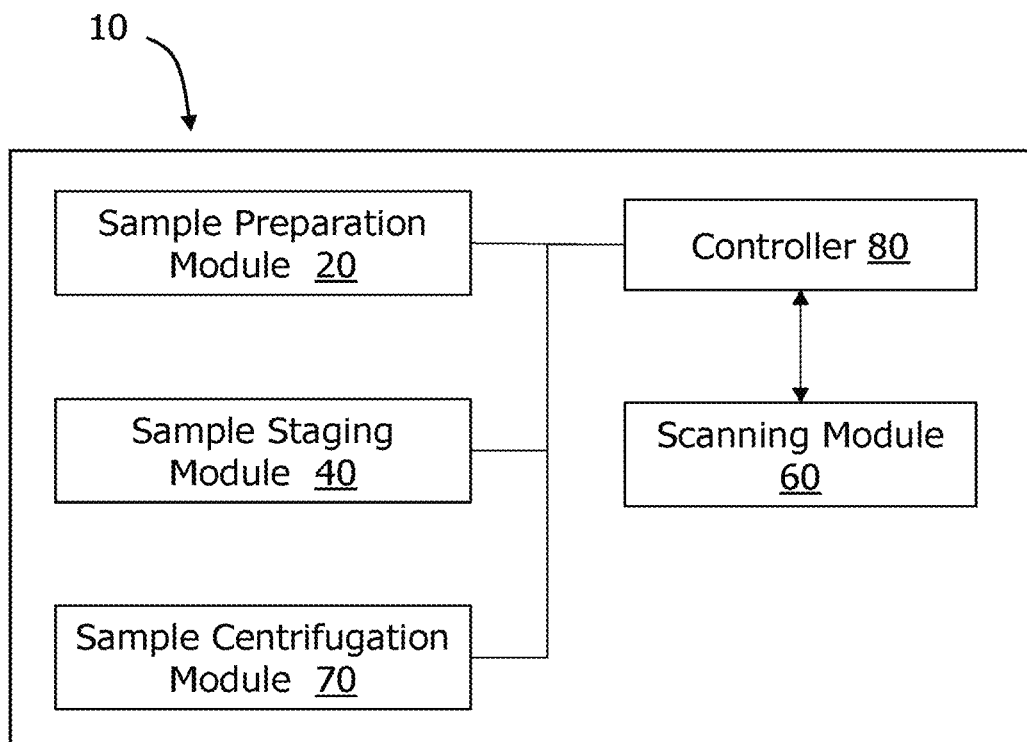 10
Sample Preparation
Module 20
Controller 80
Sample Staging
Module 40
Scanning Module
60
Sample Centrifugation
Module 70